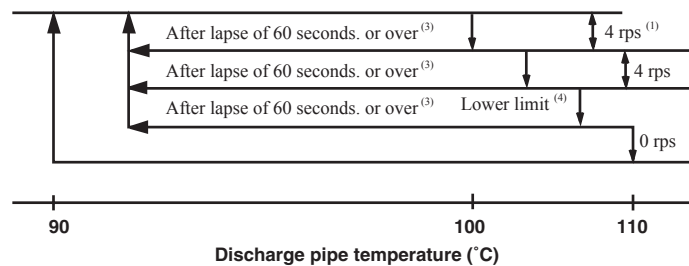 After lapse of 60 seconds. or over (3)
4 rps (1)
After lapse of 60 seconds. or over (3)
4 rps
After lapse of 60 seconds. or over (3)
Lower limit (4)
0 rps
90
100
110
Discharge pipe temperature (˚C)